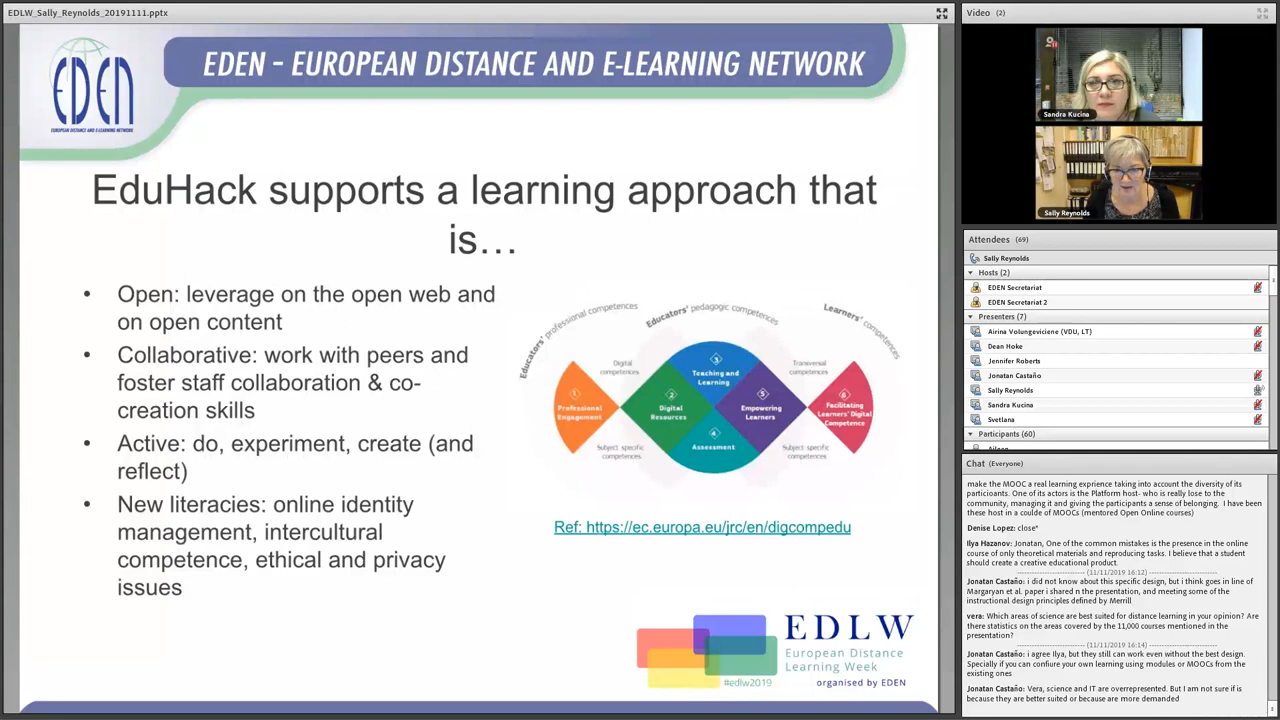 EDLW_Sally_Reynolds_20191111.pptx
EDEN
EUROPEAN DISTANCE AND E-LEARNING NETWORK
EDEN - EUROPEAN DISTANCE AND E-LEARNING NETWORK
EduHack supports a learning approach that
is…
• Open: leverage on the open web and
on open content
• Collaborative: work with peers and
foster staff collaboration & co-
creation skills
• Active: do, experiment, create (and
reflect)
• New literacies: online identity
management, intercultural
competence, ethical and privacy
issues
Educators' professional competences
Educators' pedagogic competences
Learners' competences
Digital
competences
Transversal
competences
1
Professional
Engagement
2
Digital
Resources
3
Teaching and
Learning
4
Assessment
5
Empowering
Learners
6
Facilitating
Learners' Digital
Competence
Subject specific
competences
Subject specific
competences
Ref: https://ec.europa.eu/jrc/en/digcompedu
EDLW
European Distance
Learning Week
#edlw2019
organised by EDEN
Video (2)
Sandra Kucina
Sally Reynolds
Attendees (69)
Sally Reynolds
Hosts (2)
EDEN Secretariat
EDEN Secretariat 2
Presenters (7)
Airina Volungeviciene (VDU, LT)
Dean Hoke
Jennifer Roberts
Jonatan Castaño
Sally Reynolds
Sandra Kucina
Svetlana
Participants (60)
Chat (Everyone)
make the MOOC a real learning exprience taking into account the diversity of its
particioants. One of its actors is the Platform host- who is really lose to the
community, managing it and giving the participants a sense of belonging. I have been
these host in a coulde of MOOCs (mentored Open Online courses)
Denise Lopez: close*
Ilya Hazanov: Jonatan, One of the common mistakes is the presence in the online
course of only theoretical materials and reproducing tasks. I believe that a student
should create a creative educational product.
(11/11/2019 16:12)
Jonatan Castaño: i did not know about this specific design, but i think goes in line of
Margaryan et al. paper i shared n the presentation, and meeting some of the
instructional design principles defined by Merrill
vera: Which areas of science are best suited for distance learning in your opinion? Are
there statistics on the areas covered by the 11,000 courses mentioned in the
presentation?
(11/11/2019 16:14)
Jonatan Castaño: i agree Ilya, but they still can work even without the best design.
Specially if you can confiure your own learning using modules or MOOCs from the
existing ones
Jonatan Castaño: Vera, science and IT are overrepresented. But I am not sure if is
because they are better suited or because are more demanded